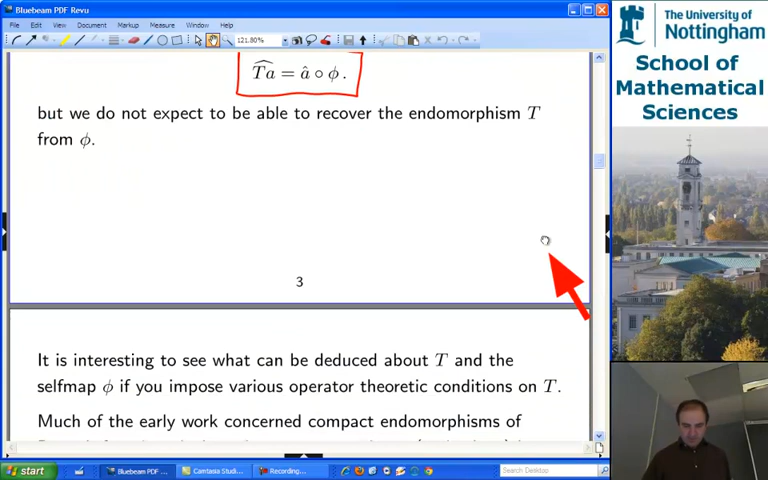 Bluebeam PDF Revu
File Edit View Document Markup Measure Window Help
121.80%
T̂a = â ∘ ϕ .
but we do not expect to be able to recover the endomorphism T
from ϕ.
3
It is interesting to see what can be deduced about T and the
selfmap ϕ if you impose various operator theoretic conditions on T.
Much of the early work concerned compact endomorphisms of
start
Bluebeam PDF ...
Camtasia Studi...
Recording...
Search Desktop
The University of
Nottingham
School of
Mathematical
Sciences